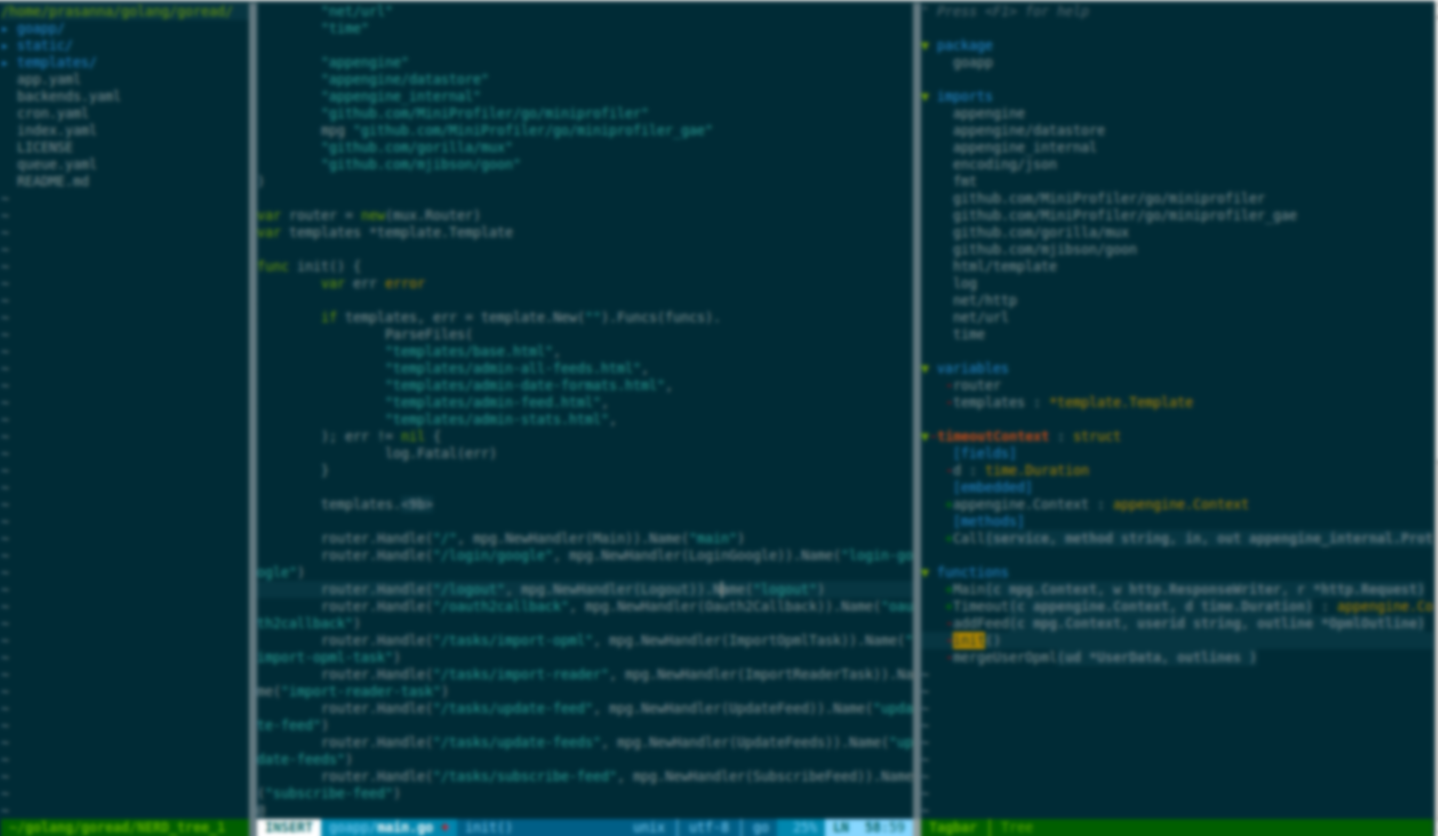 /home/prasanna/golang/goread/
▸ goapp/
▸ static/
▸ templates/
app.yaml
backends.yaml
cron.yaml
index.yaml
LICENSE
queue.yaml
README.md
~/golang/goread/NERD_tree_1
"net/url"
"time"
"appengine"
"appengine/datastore"
"appengine_internal"
"github.com/MiniProfiler/go/miniprofiler"
mpg "github.com/MiniProfiler/go/miniprofiler_gae"
"github.com/gorilla/mux"
"github.com/mjibson/goon"
)
var router = new(mux.Router)
var templates *template.Template
func init() {
var err error
if templates, err = template.New("").Funcs(funcs).
ParseFiles(
"templates/base.html",
"templates/admin-all-feeds.html",
"templates/admin-date-formats.html",
"templates/admin-feed.html",
"templates/admin-stats.html",
); err != nil {
log.Fatal(err)
}
templates.
router.Handle("/", mpg.NewHandler(Main)).Name("main")
router.Handle("/login/google", mpg.NewHandler(LoginGoogle)).Name("login-go
ogle")
router.Handle("/logout", mpg.NewHandler(Logout)).Name("logout")
router.Handle("/oauth2callback", mpg.NewHandler(Oauth2Callback)).Name("oau
th2callback")
router.Handle("/tasks/import-opml", mpg.NewHandler(ImportOpmlTask)).Name("
import-opml-task")
router.Handle("/tasks/import-reader", mpg.NewHandler(ImportReaderTask)).Na
me("import-reader-task")
router.Handle("/tasks/update-feed", mpg.NewHandler(UpdateFeed)).Name("upda
te-feed")
router.Handle("/tasks/update-feeds", mpg.NewHandler(UpdateFeeds)).Name("up
date-feeds")
router.Handle("/tasks/subscribe-feed", mpg.NewHandler(SubscribeFeed)).Name
("subscribe-feed")
INSERT goapp/main.go init() unix | utf-8 | go 25% LN 58:59
" Press <F1> for help
▼ package
goapp
▼ imports
appengine
appengine/datastore
appengine_internal
encoding/json
fmt
github.com/MiniProfiler/go/miniprofiler
github.com/MiniProfiler/go/miniprofiler_gae
github.com/gorilla/mux
github.com/mjibson/goon
html/template
log
net/http
net/url
time
▼ variables
-router
-templates : *template.Template
▼-timeoutContext : struct
[fields]
-d : time.Duration
[embedded]
+appengine.Context : appengine.Context
[methods]
+Call(service, method string, in, out appengine_internal.Prot
▼ functions
+Main(c mpg.Context, w http.ResponseWriter, r *http.Request)
+Timeout(c appengine.Context, d time.Duration) : appengine.Co
-addFeed(c mpg.Context, userid string, outline *OpmlOutline)
-init()
-mergeUserOpml(ud *UserData, outlines )
Tagbar | Tree